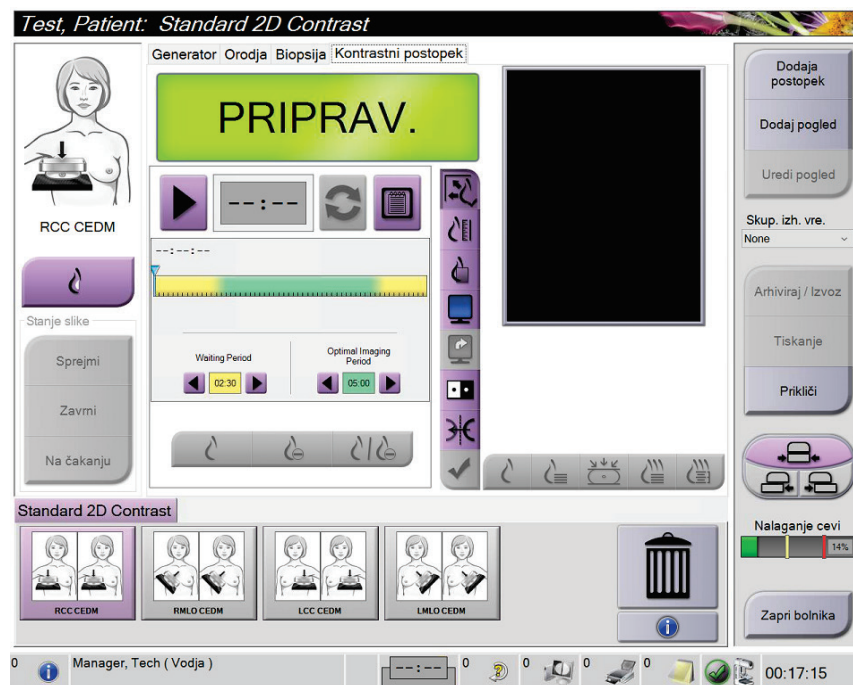 Test, Patient: Standard 2D Contrast
Generator Orodja Biopsija Kontrastni postopek
PRIPRAV.
--:--
--:--:--
Waiting Period
02:30
Optimal Imaging
Period
05:00
RCC CEDM
Stanje slike
Sprejmi
Zavrni
Na čakanju
Dodaja
postopek
Dodaj pogled
Uredi pogled
Skup. izh. vre.
None
Arhiviraj / Izvoz
Tiskanje
Prikliči
Nalaganje cevi
14%
Zapri bolnika
Standard 2D Contrast
RCC CEDM
RMLO CEDM
LCC CEDM
LMLO CEDM
0 Manager, Tech ( Vodja ) --:-- 0 0 0 0 00:17:15